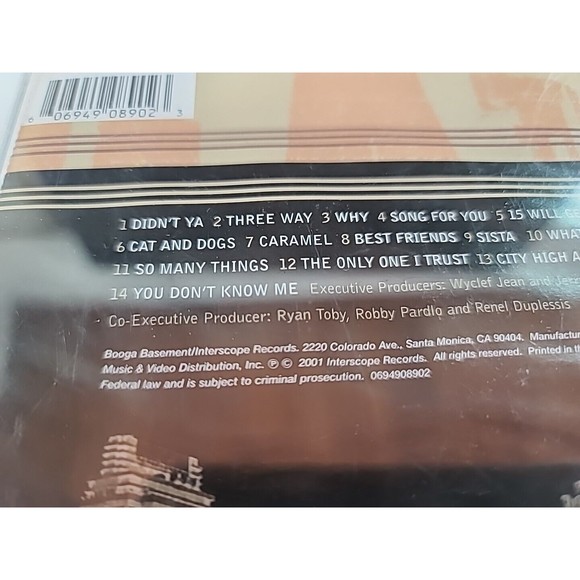 6 06949 08902 3
1 DIDN'T YA 2 THREE WAY 3 WHY 4 SONG FOR YOU 5 15 WILL GE
6 CAT AND DOGS 7 CARAMEL 8 BEST FRIENDS 9 SISTA 10 WHAT
11 SO MANY THINGS 12 THE ONLY ONE I TRUST 13 CITY HIGH A
14 YOU DON'T KNOW ME Executive Producers: Wyclef Jean and Jess
Co-Executive Producer: Ryan Toby, Robby Pardlo and Renel Duplessis
Booga Basement/Interscope Records. 2220 Colorado Ave., Santa Monica, CA 90404. Manufactur
Music & Video Distribution, Inc. ℗ © 2001 Interscope Records. All rights reserved. Printed in th
Federal law and is subject to criminal prosecution. 0694908902